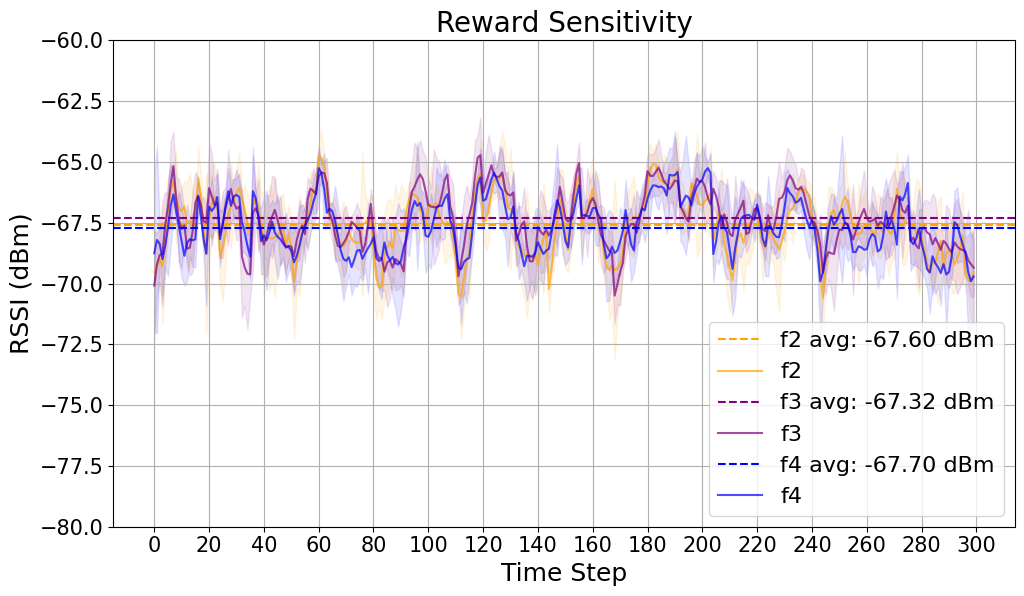 Reward Sensitivity
RSSI (dBm)
−60.0
−62.5
−65.0
−67.5
−70.0
−72.5
−75.0
−77.5
−80.0
f2 avg: -67.60 dBm
f2
f3 avg: -67.32 dBm
f3
f4 avg: -67.70 dBm
f4
0 20 40 60 80 100 120 140 160 180 200 220 240 260 280 300
Time Step